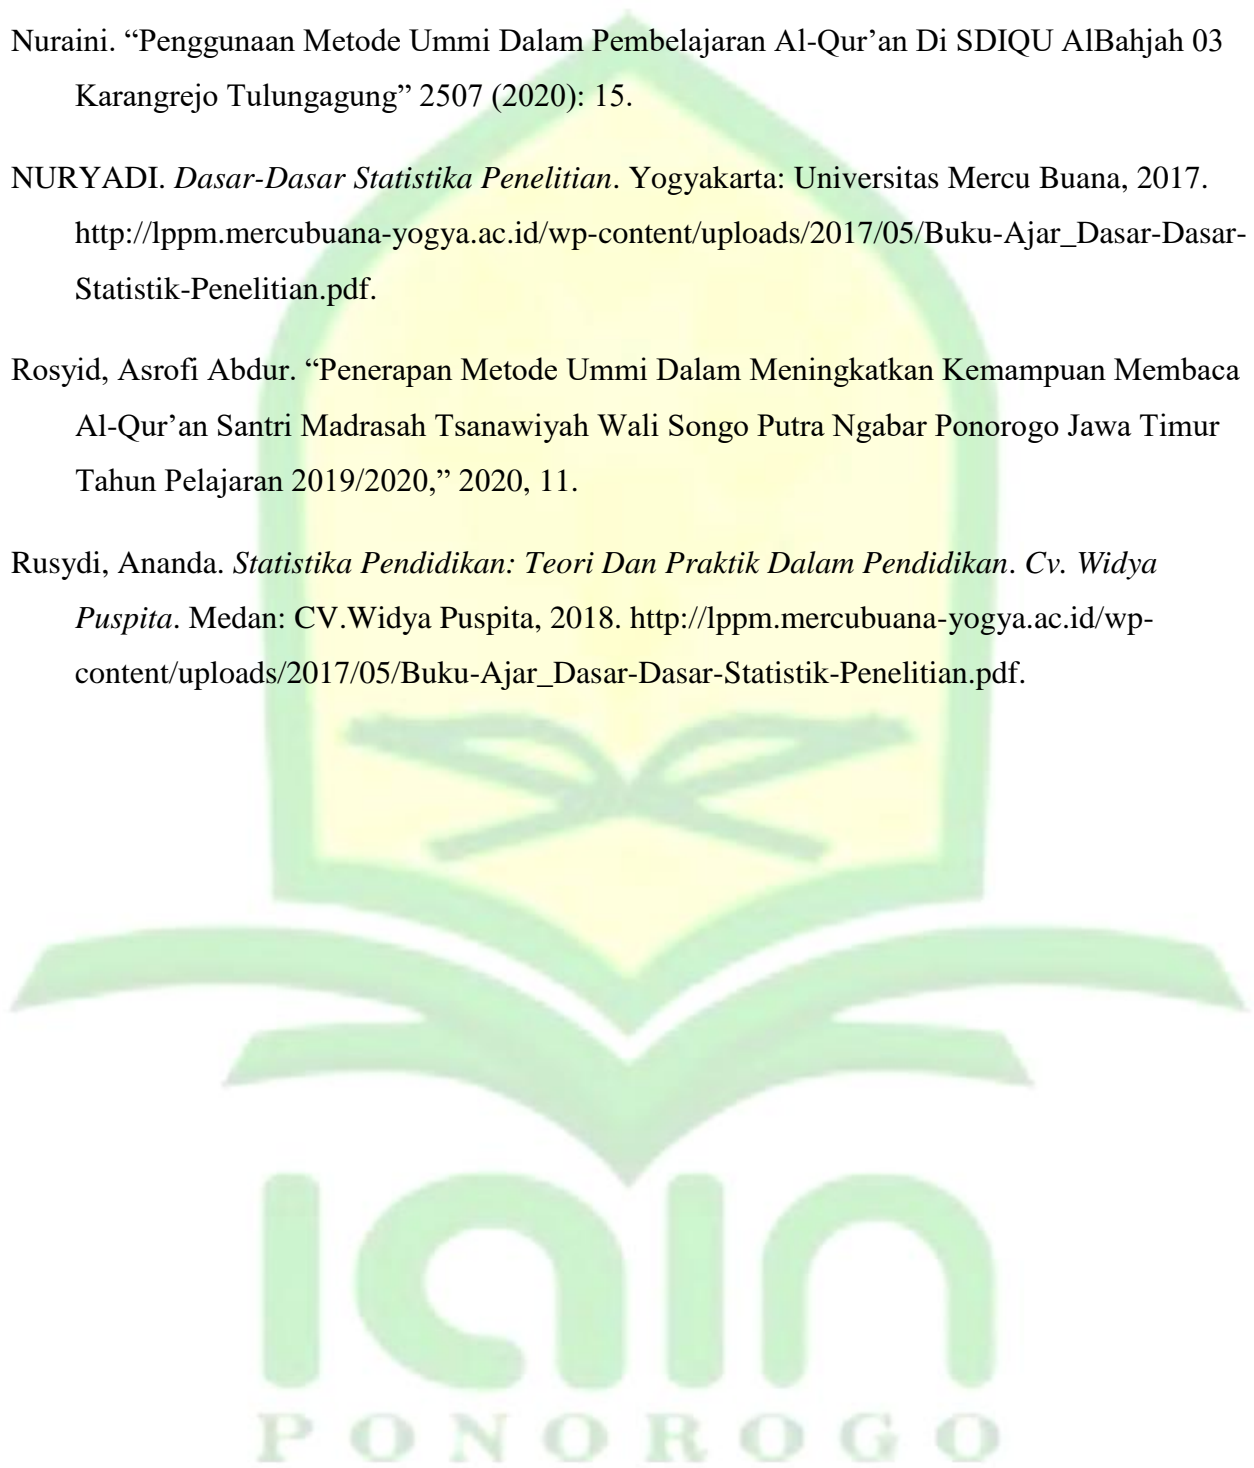 Nuraini. “Penggunaan Metode Ummi Dalam Pembelajaran Al-Qur’an Di SDIQU AlBahjah 03
Karangrejo Tulungagung” 2507 (2020): 15.
NURYADI. Dasar-Dasar Statistika Penelitian. Yogyakarta: Universitas Mercu Buana, 2017.
http://lppm.mercubuana-yogya.ac.id/wp-content/uploads/2017/05/Buku-Ajar_Dasar-Dasar-
Statistik-Penelitian.pdf.
Rosyid, Asrofi Abdur. “Penerapan Metode Ummi Dalam Meningkatkan Kemampuan Membaca
Al-Qur’an Santri Madrasah Tsanawiyah Wali Songo Putra Ngabar Ponorogo Jawa Timur
Tahun Pelajaran 2019/2020,” 2020, 11.
Rusydi, Ananda. Statistika Pendidikan: Teori Dan Praktik Dalam Pendidikan. Cv. Widya
Puspita. Medan: CV.Widya Puspita, 2018. http://lppm.mercubuana-yogya.ac.id/wp-
content/uploads/2017/05/Buku-Ajar_Dasar-Dasar-Statistik-Penelitian.pdf.
iain
PONOROGO